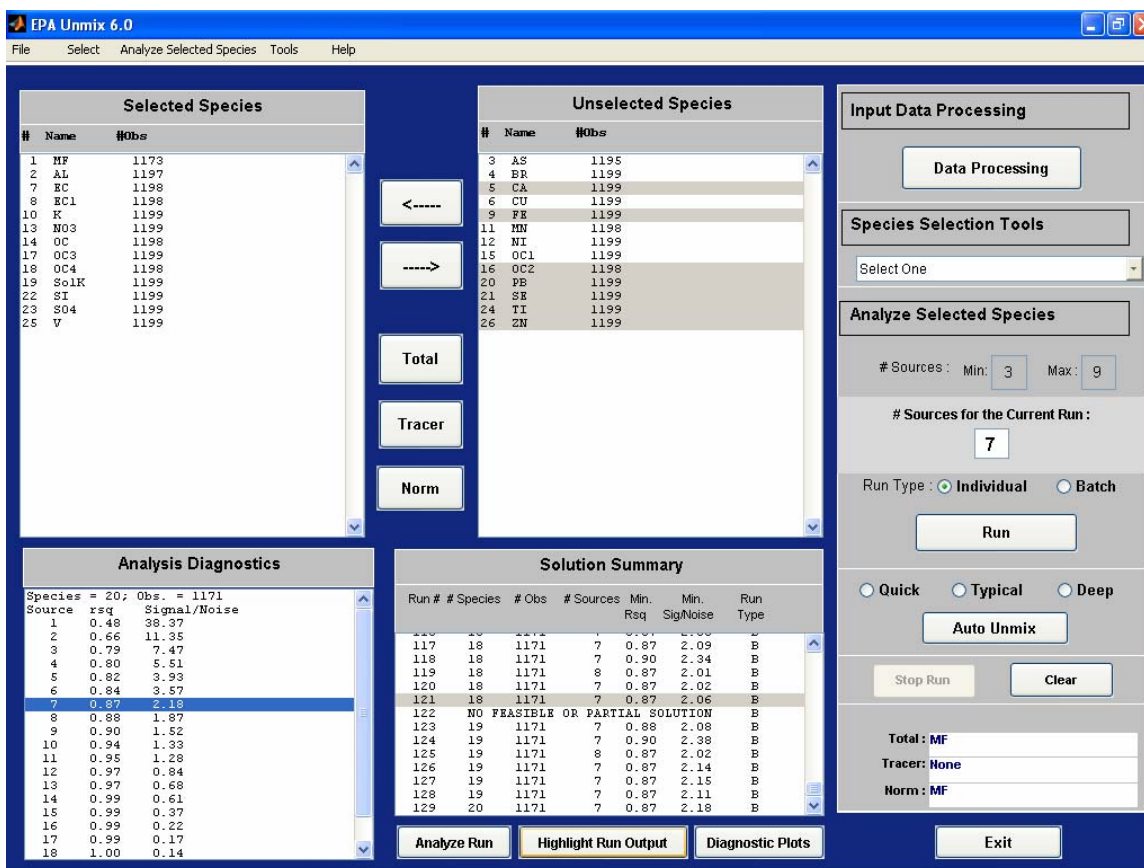 EPA Unmix 6.0
File Select Analyze Selected Species Tools Help
Selected Species
# Name #Obs
1 MF 1173
2 AL 1197
7 EC 1198
8 EC1 1198
10 K 1199
13 NO3 1199
14 OC 1198
17 OC3 1199
18 OC4 1198
19 SolK 1199
22 SI 1199
23 SO4 1199
25 V 1199
<-----
----->
Total
Tracer
Norm
Unselected Species
# Name #Obs
3 AS 1195
4 BR 1199
5 CA 1199
6 CU 1199
9 FE 1199
11 MN 1198
12 NI 1199
15 OC1 1199
16 OC2 1198
20 PB 1199
21 SE 1199
24 TI 1199
26 ZN 1199
Input Data Processing
Data Processing
Species Selection Tools
Select One
Analyze Selected Species
# Sources : Min: 3 Max : 9
# Sources for the Current Run :
7
Run Type : Individual Batch
Run
Quick Typical Deep
Auto Unmix
Stop Run Clear
Total : MF
Tracer: None
Norm : MF
Exit
Analysis Diagnostics
Species = 20; Obs. = 1171
Source rsq Signal/Noise
1 0.48 38.37
2 0.66 11.35
3 0.79 7.47
4 0.80 5.51
5 0.82 3.93
6 0.84 3.57
7 0.87 2.18
8 0.88 1.87
9 0.90 1.52
10 0.94 1.33
11 0.95 1.28
12 0.97 0.84
13 0.97 0.68
14 0.99 0.61
15 0.99 0.37
16 0.99 0.22
17 0.99 0.17
18 1.00 0.14
Solution Summary
Run # # Species # Obs # Sources Min. Rsq Min. Sig/Noise Run Type
117 18 1171 7 0.87 2.09 B
118 18 1171 7 0.90 2.34 B
119 18 1171 8 0.87 2.01 B
120 18 1171 7 0.87 2.02 B
121 18 1171 7 0.87 2.06 B
122 NO FEASIBLE OR PARTIAL SOLUTION B
123 19 1171 7 0.88 2.08 B
124 19 1171 7 0.90 2.38 B
125 19 1171 8 0.87 2.02 B
126 19 1171 7 0.87 2.14 B
127 19 1171 7 0.87 2.15 B
128 19 1171 7 0.87 2.11 B
129 20 1171 7 0.87 2.18 B
Analyze Run Highlight Run Output Diagnostic Plots